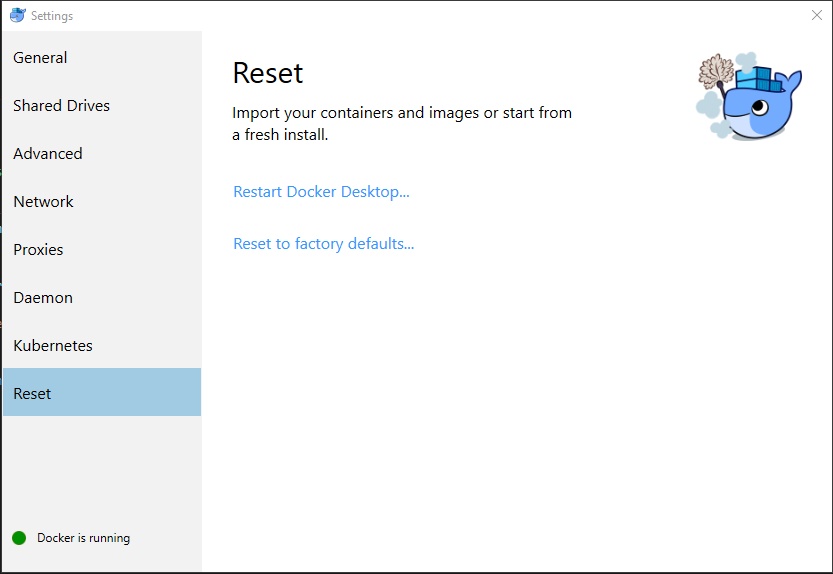 Settings
General
Shared Drives
Advanced
Network
Proxies
Daemon
Kubernetes
Reset
Docker is running
Reset
Import your containers and images or start from
a fresh install.
Restart Docker Desktop...
Reset to factory defaults...